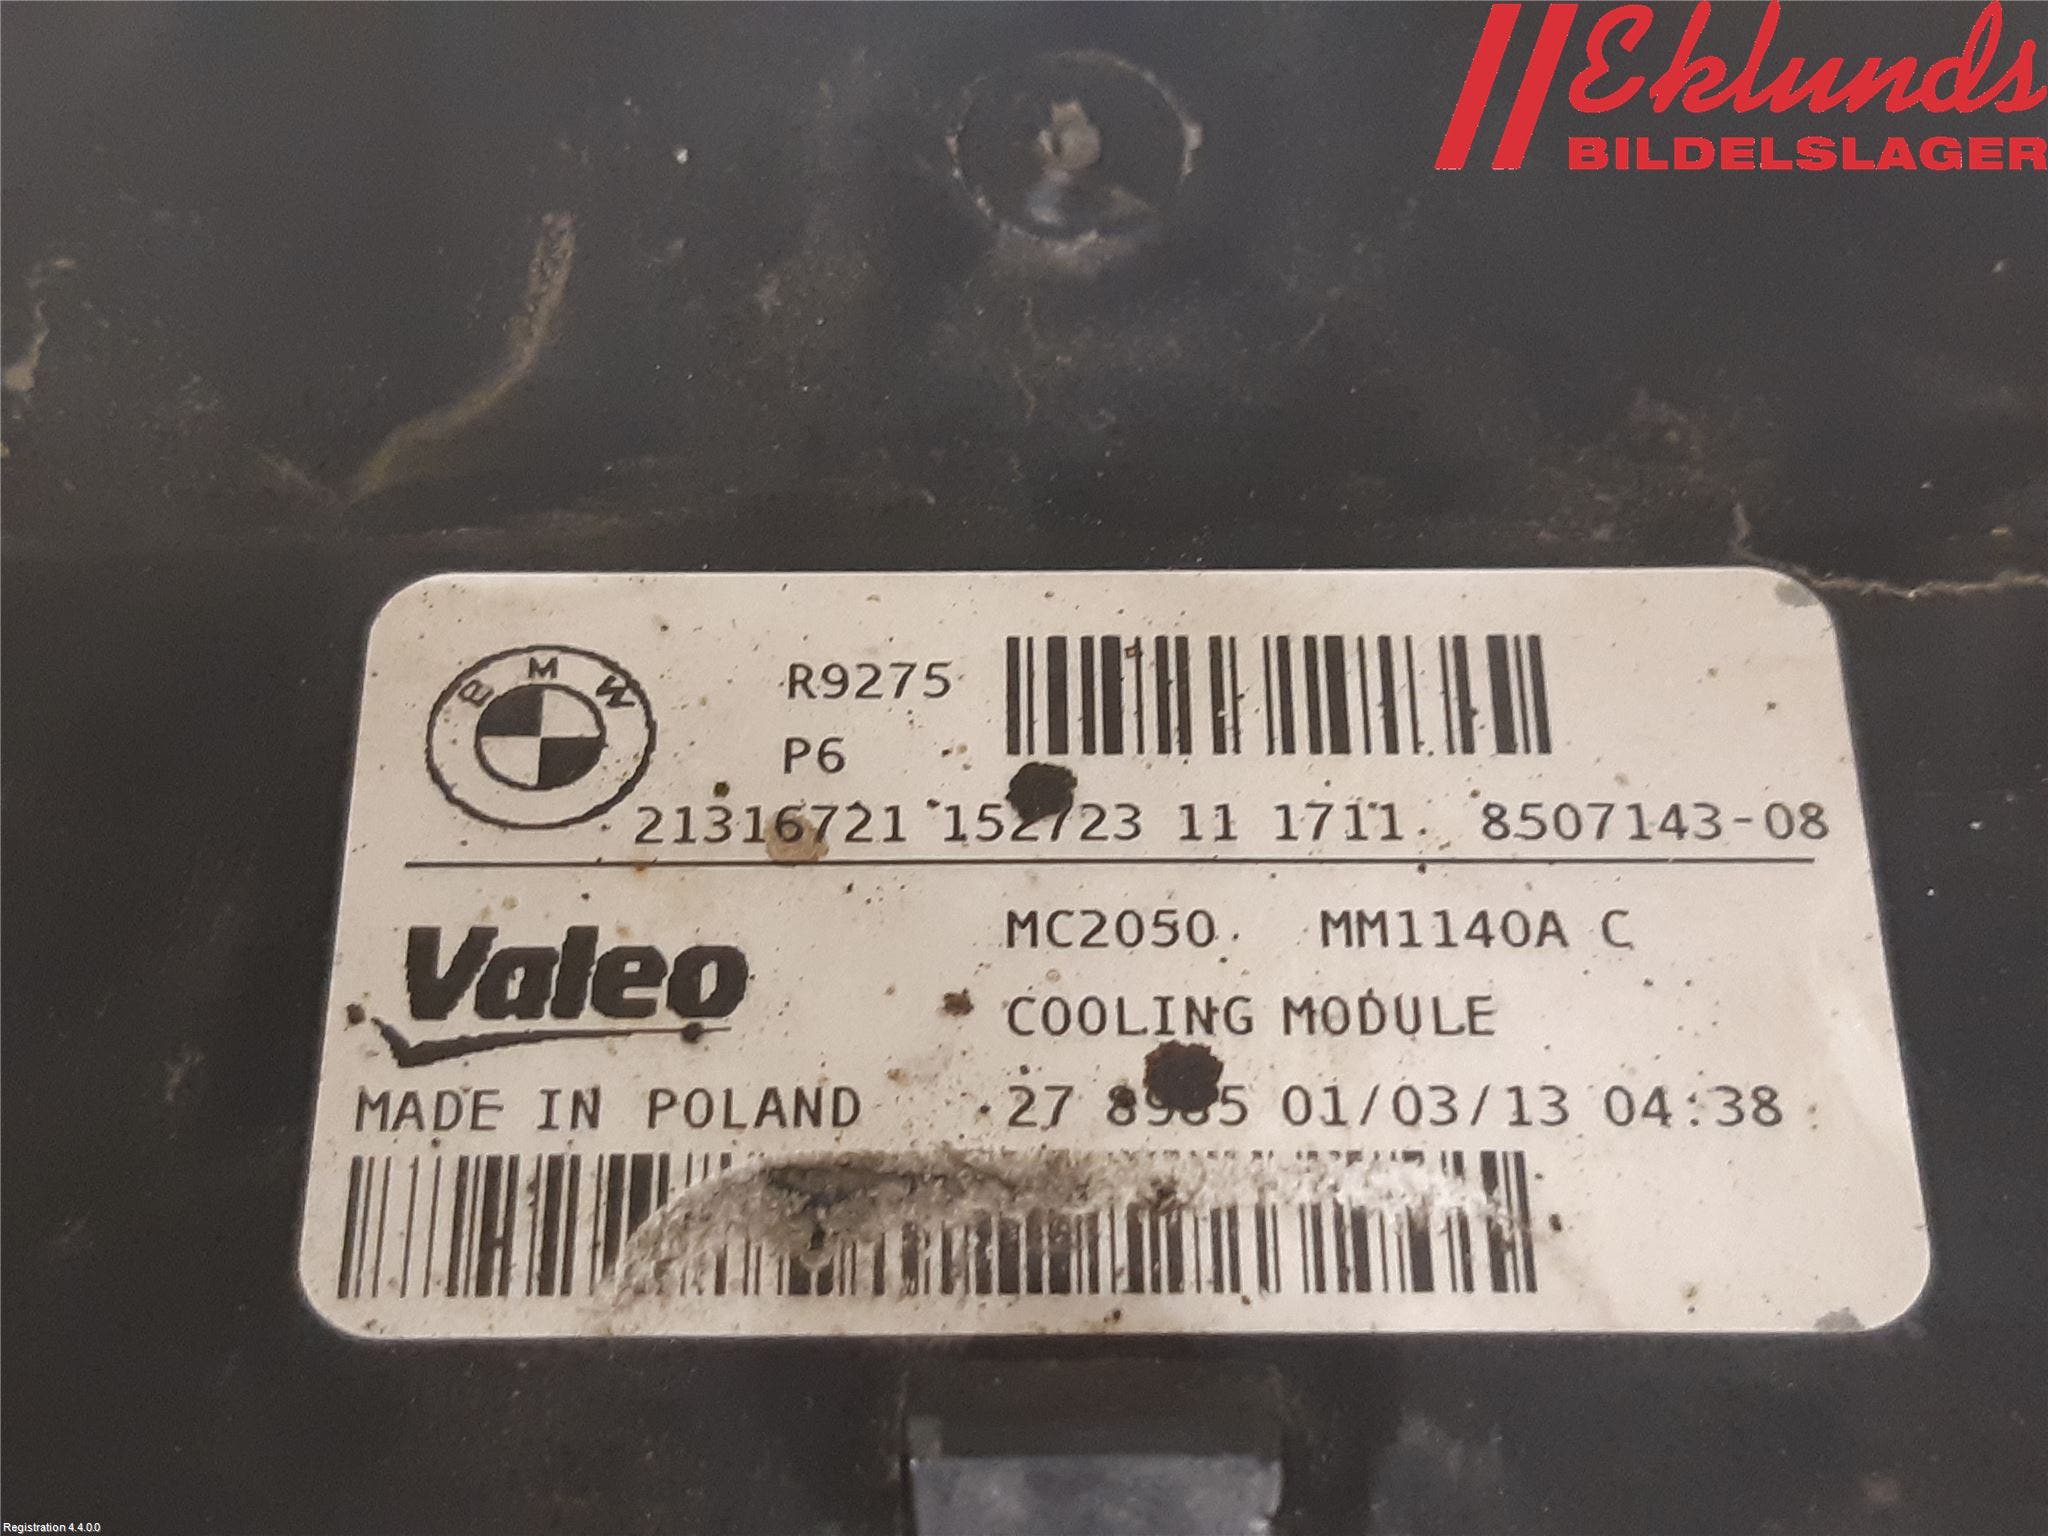 Eklunds
BILDELSLAGER
B M W
R9275
P6
21316721 152723 11 1711 8507143-08
Valeo
MC2050 MM1140A C
COOLING MODULE
MADE IN POLAND
27 01/03/13 04:38
Registration 4.4.0.0